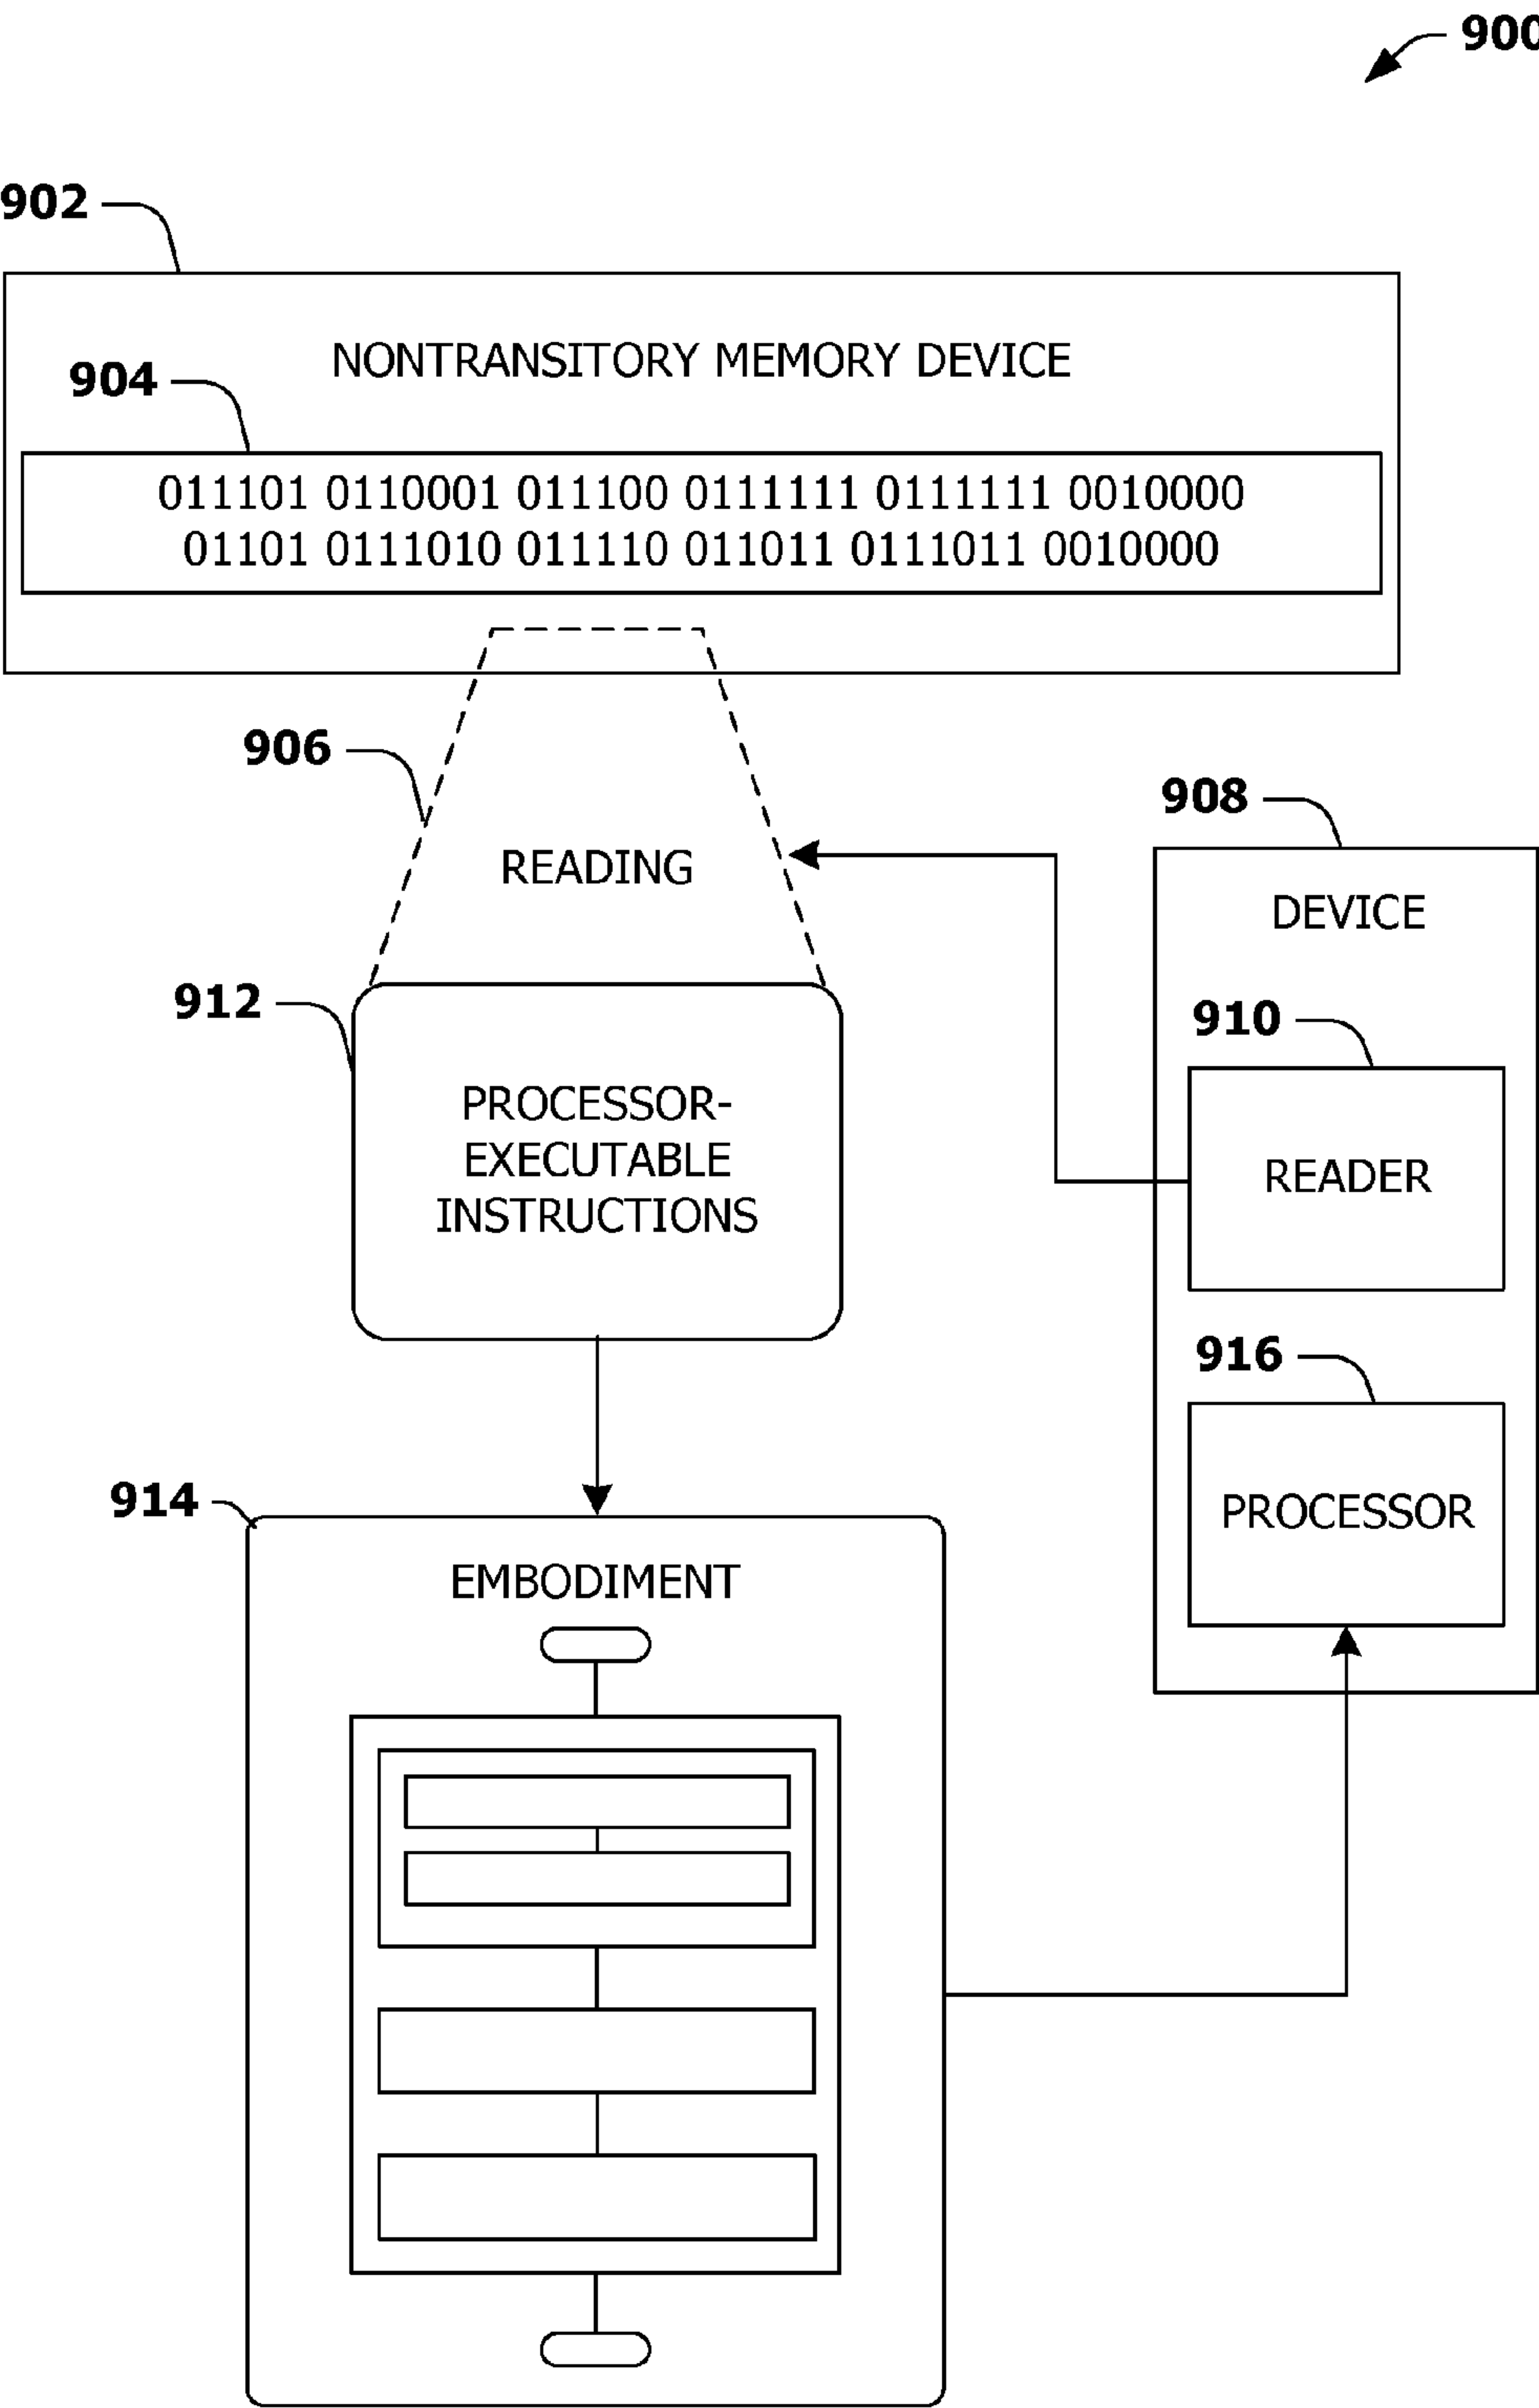 900
902
NONTRANSITORY MEMORY DEVICE
904
011101 0110001 011100 0111111 0111111 0010000
01101 0111010 011110 011011 0111011 0010000
906
908
READING
DEVICE
912
910
PROCESSOR-
EXECUTABLE
INSTRUCTIONS
READER
916
914
PROCESSOR
EMBODIMENT